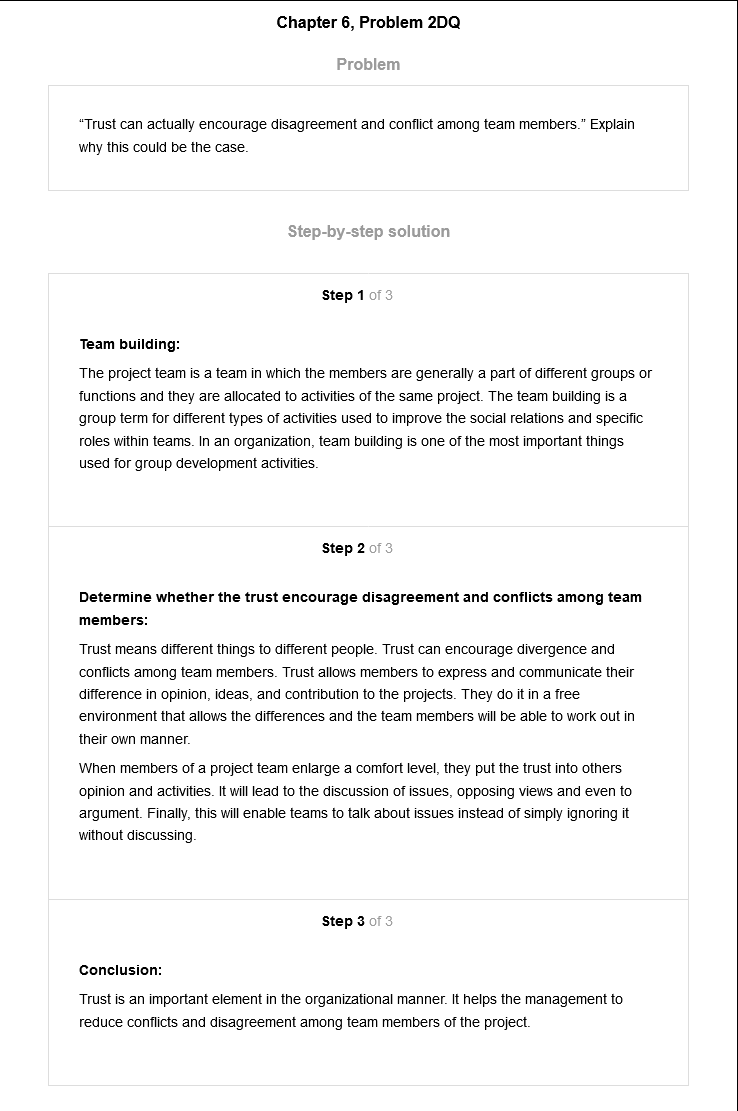 Chapter 6, Problem 2DQ
Problem
“Trust can actually encourage disagreement and conflict among team members.” Explain
why this could be the case.
Step-by-step solution
Step 1 of 3
Team building:
The project team is a team in which the members are generally a part of different groups or
functions and they are allocated to activities of the same project. The team building is a
group term for different types of activities used to improve the social relations and specific
roles within teams. In an organization, team building is one of the most important things
used for group development activities.
Step 2 of 3
Determine whether the trust encourage disagreement and conflicts among team
members:
Trust means different things to different people. Trust can encourage divergence and
conflicts among team members. Trust allows members to express and communicate their
difference in opinion, ideas, and contribution to the projects. They do it in a free
environment that allows the differences and the team members will be able to work out in
their own manner.
When members of a project team enlarge a comfort level, they put the trust into others
opinion and activities. It will lead to the discussion of issues, opposing views and even to
argument. Finally, this will enable teams to talk about issues instead of simply ignoring it
without discussing.
Step 3 of 3
Conclusion:
Trust is an important element in the organizational manner. It helps the management to
reduce conflicts and disagreement among team members of the project.